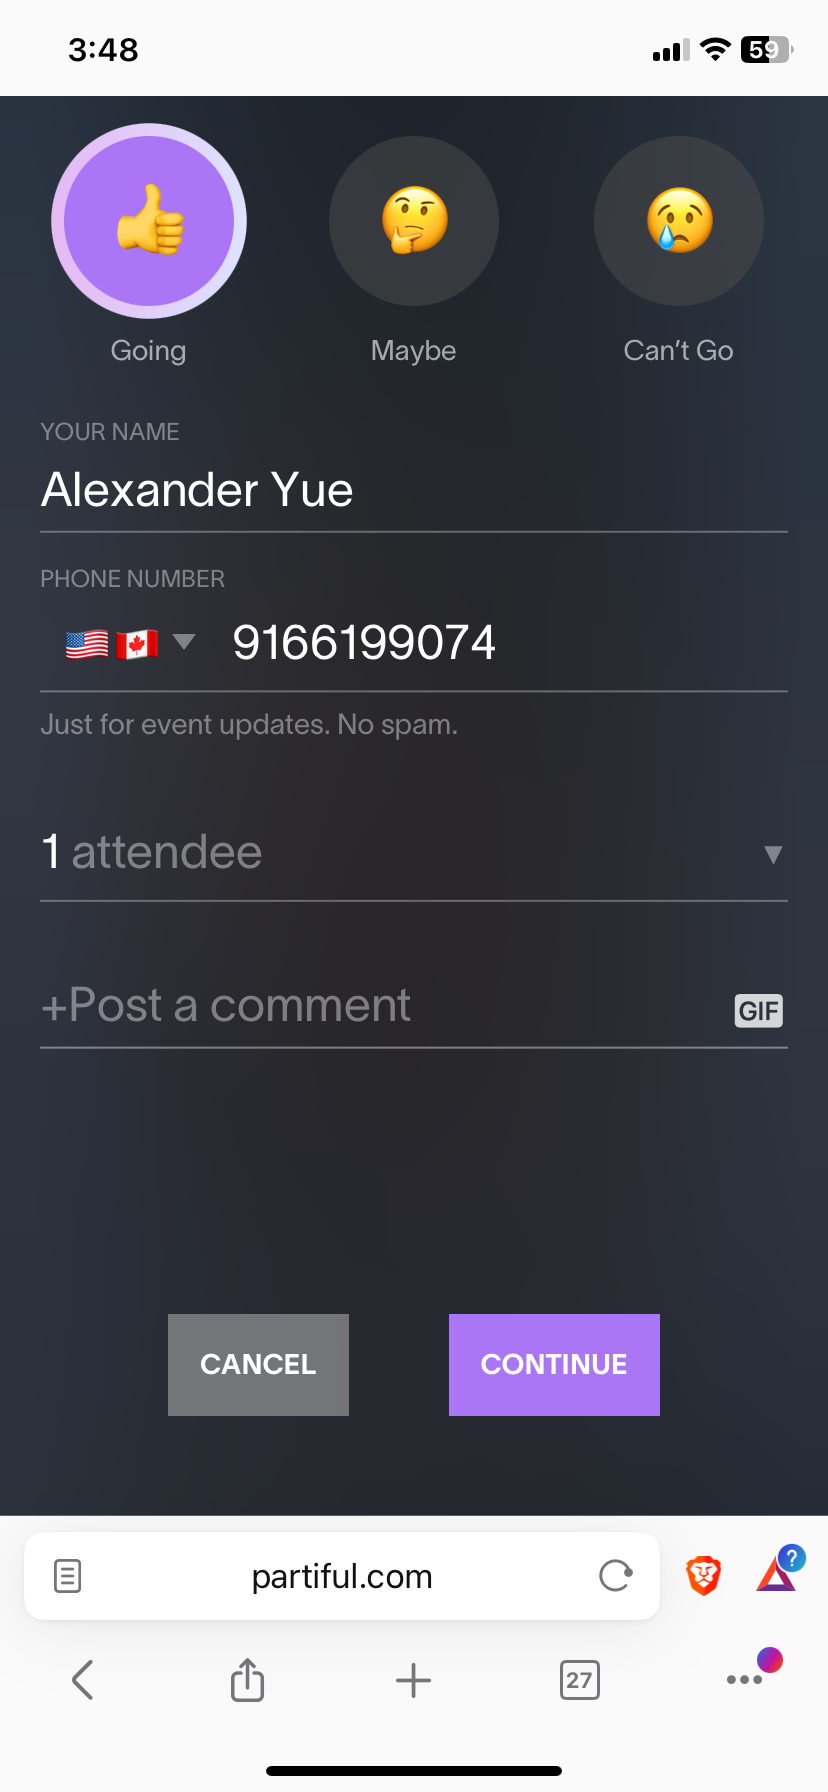 3:48
59
Going
Maybe
Can't Go
YOUR NAME
Alexander Yue
PHONE NUMBER
9166199074
Just for event updates. No spam.
1 attendee
+Post a comment
GIF
CANCEL
CONTINUE
partiful.com
?
27